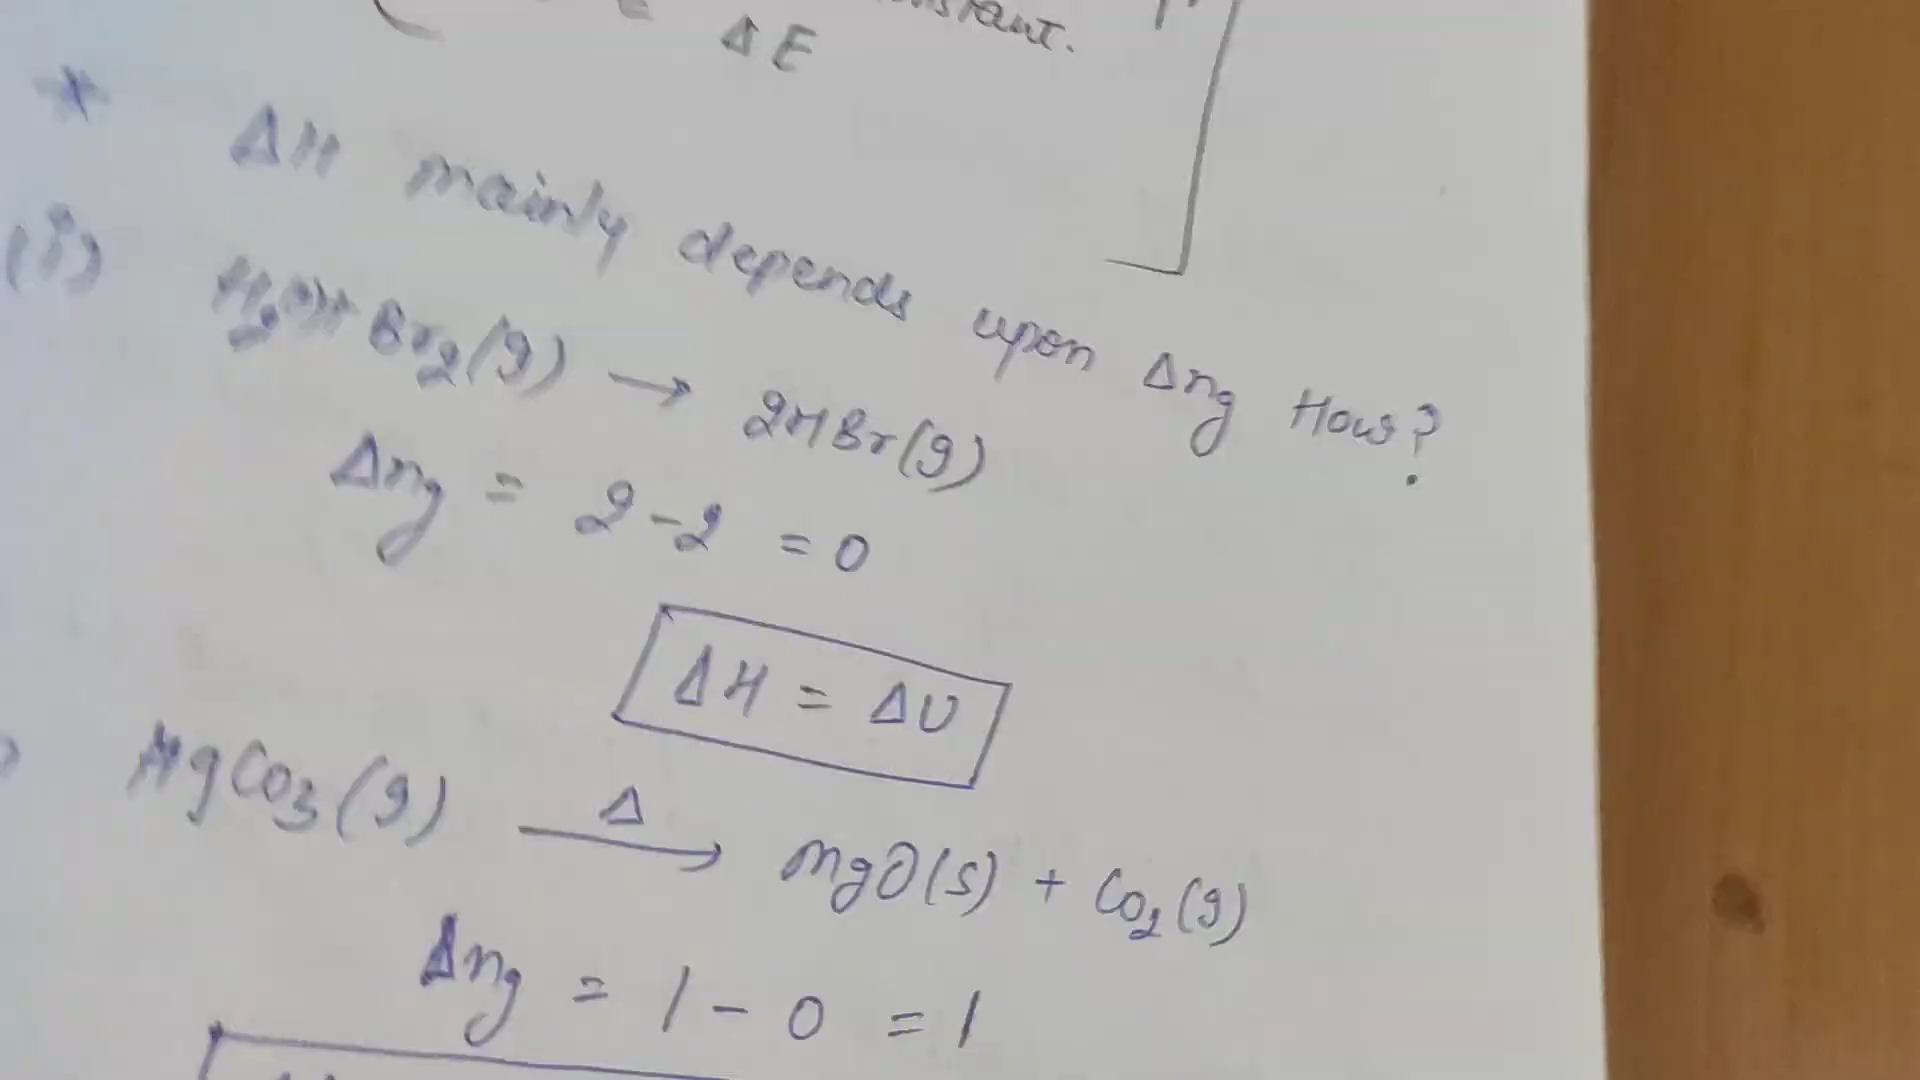 ΔE
* ΔH mainly depends upon Δng How?
(i) H2(g)+ Br2(g) → 2HBr(g)
Δng = 2-2 = 0
ΔH = ΔU
MgCO3(g) Δ→ MgO(s) + CO2(g)
Δng = 1 - 0 = 1